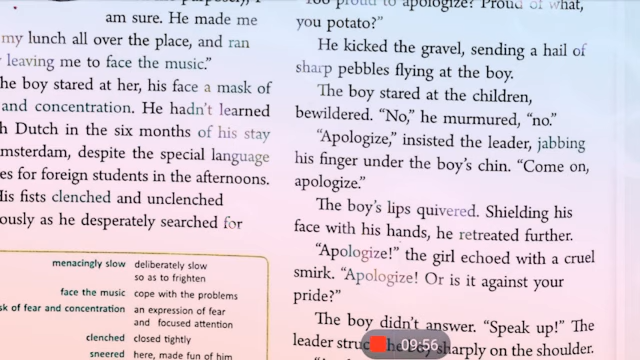 am sure. He made me
my lunch all over the place, and ran
leaving me to face the music.”
he boy stared at her, his face a mask of
and concentration. He hadn’t learned
h Dutch in the six months of his stay
msterdam, despite the special language
es for foreign students in the afternoons.
His fists clenched and unclenched
ously as he desperately searched for
menacingly slow deliberately slow
so as to frighten
face the music cope with the problems
sk of fear and concentration an expression of fear
and focused attention
clenched closed tightly
sneered here, made fun of him
Too proud to apologize? Proud of what,
you potato?”
He kicked the gravel, sending a hail of
sharp pebbles flying at the boy.
The boy stared at the children,
bewildered. “No,” he murmured, “no.”
“Apologize,” insisted the leader, jabbing
his finger under the boy’s chin. “Come on,
apologize.”
The boy’s lips quivered. Shielding his
face with his hands, he retreated further.
“Apologize!” the girl echoed with a cruel
smirk. “Apologize! Or is it against your
pride?”
The boy didn’t answer. “Speak up!” The
leader struc he boy sharply on the shoulder.
09:56